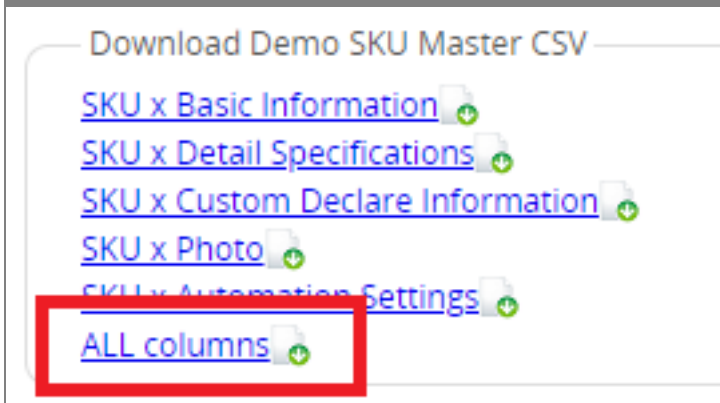 Download Demo SKU Master CSV
SKU x Basic Information
SKU x Detail Specifications
SKU x Custom Declare Information
SKU x Photo
SKU x Automation Settings
ALL columns